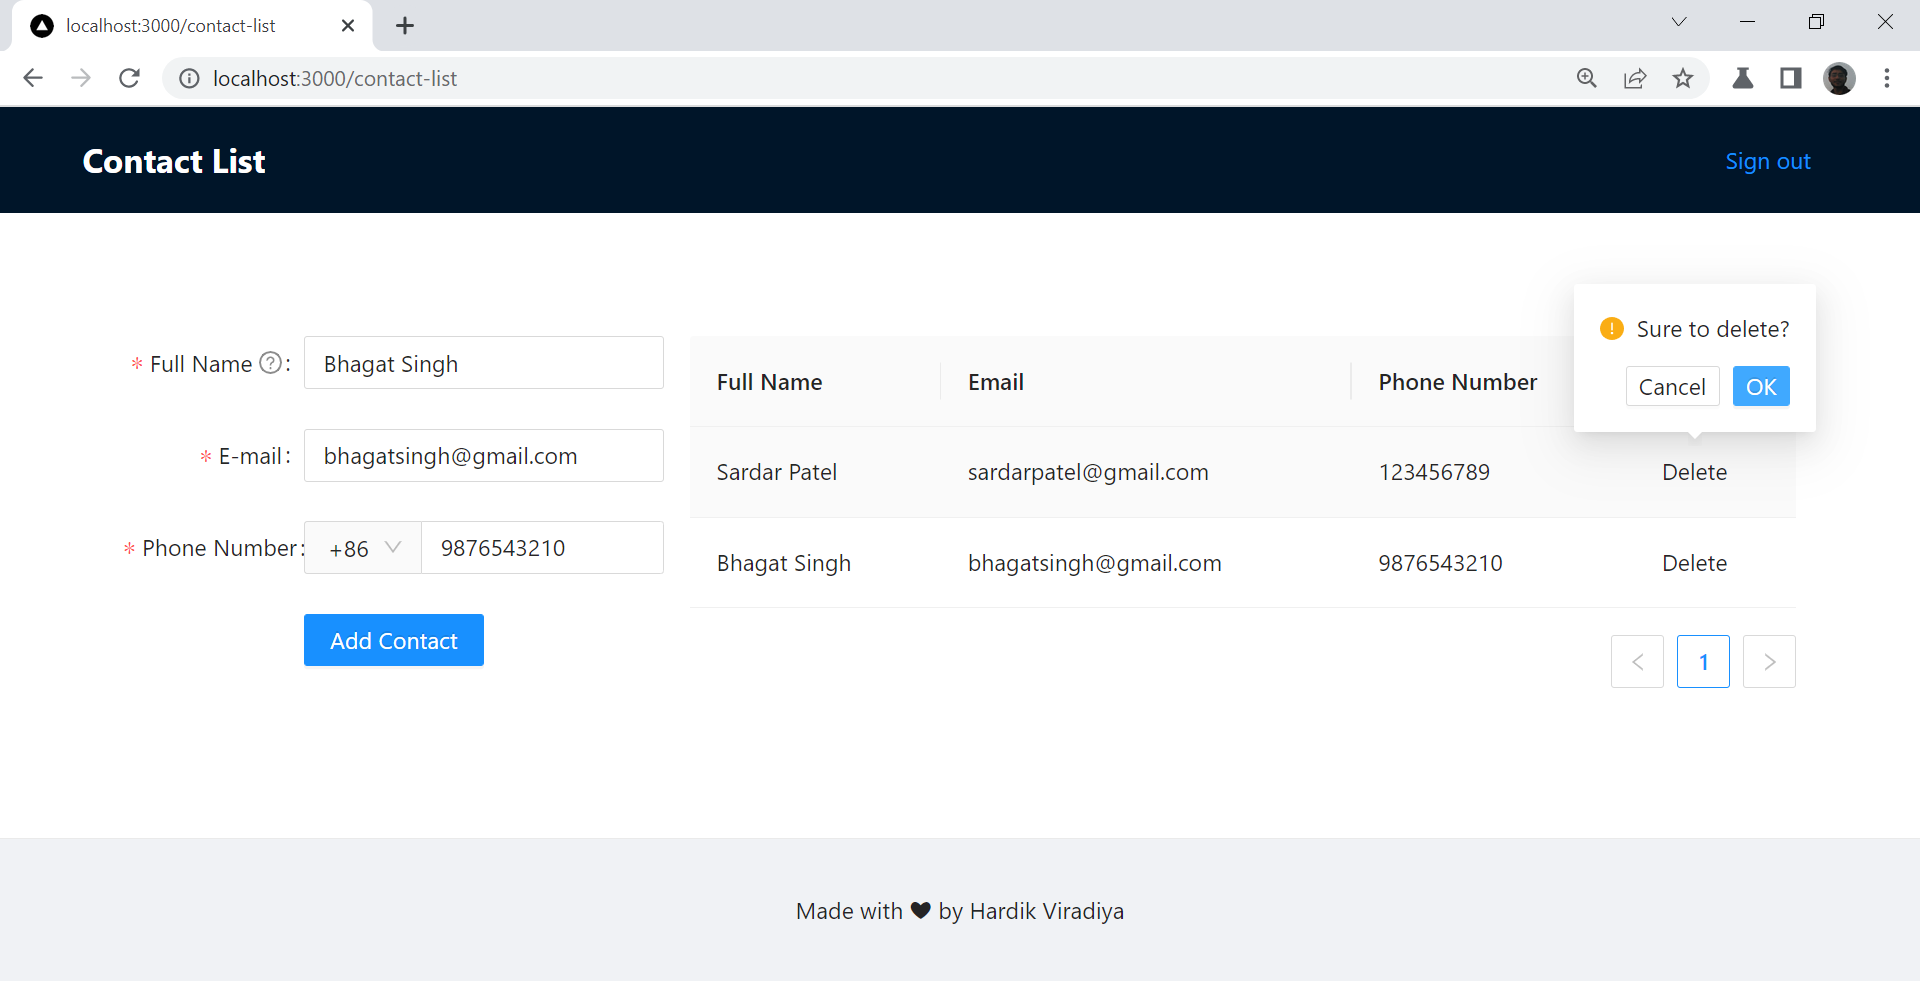 localhost:3000/contact-list
localhost:3000/contact-list
Contact List
Sign out
* Full Name ? :
Bhagat Singh
* E-mail :
bhagatsingh@gmail.com
* Phone Number :
+86
9876543210
Add Contact
! Sure to delete?
Cancel OK
Full Name Email Phone Number
Sardar Patel sardarpatel@gmail.com 123456789 Delete
Bhagat Singh bhagatsingh@gmail.com 9876543210 Delete
< 1 >
Made with ♥ by Hardik Viradiya